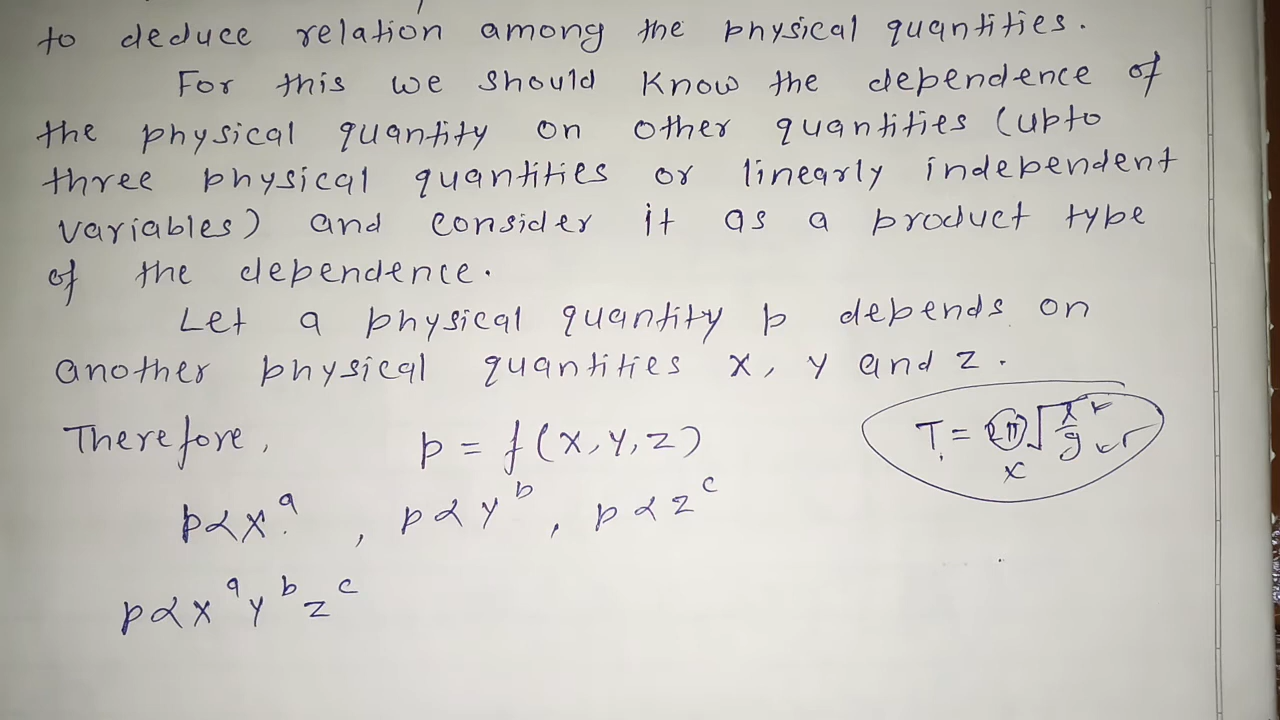 to deduce relation among the physical quantities.
For this we should know the dependence of
the physical quantity on other quantities (upto
three physical quantities or linearly independent
variables) and consider it as a product type
of the dependence.
Let a physical quantity p depends on
another physical quantities x, y and z.
Therefore, p = f(x,y,z)
T = 2π√l/g
x
p∝x^a, p∝y^b, p∝z^c
p∝x^a y^b z^c